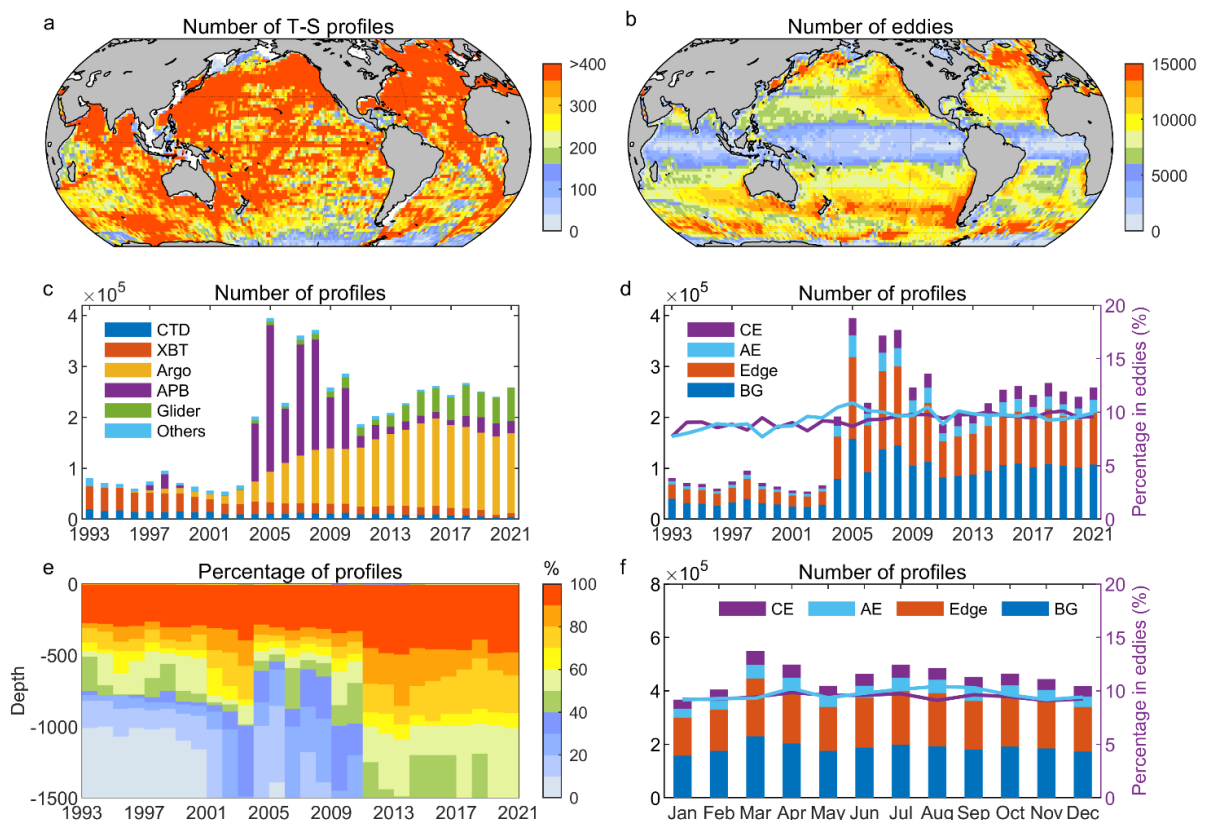 a
Number of T-S profiles
>400
300
200
100
0
b
Number of eddies
15000
10000
5000
0
c
×10⁵
Number of profiles
4
3
2
1
0
CTD
XBT
Argo
APB
Glider
Others
1993 1997 2001 2005 2009 2013 2017 2021
d
×10⁵
Number of profiles
4
3
2
1
0
CE
AE
Edge
BG
20
15
10
5
0
Percentage in eddies (%)
1993 1997 2001 2005 2009 2013 2017 2021
e
Percentage of profiles
%
0
-500
-1000
-1500
Depth
100
80
60
40
20
0
1993 1997 2001 2005 2009 2013 2017 2021
f
×10⁵
Number of profiles
8
6
4
2
0
CE AE Edge BG
20
15
10
5
0
Percentage in eddies (%)
Jan Feb Mar Apr May Jun Jul Aug Sep Oct Nov Dec